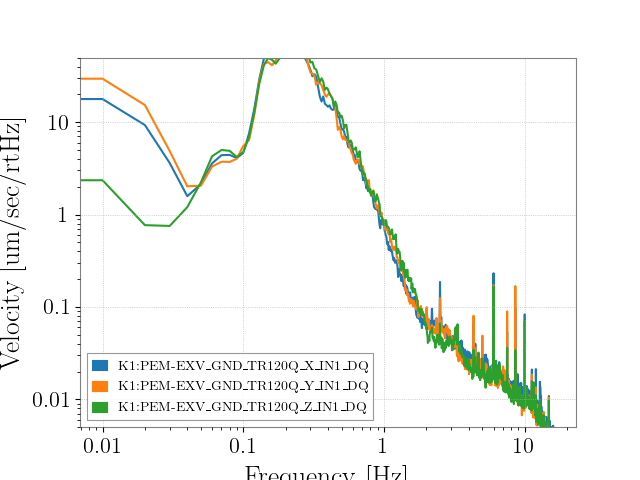 10
1
0.1
0.01
Velocity [um/sec/rtHz]
K1:PEM-EXV_GND_TR120Q_X_IN1_DQ
K1:PEM-EXV_GND_TR120Q_Y_IN1_DQ
K1:PEM-EXV_GND_TR120Q_Z_IN1_DQ
0.01 0.1 1 10
Frequency [Hz]